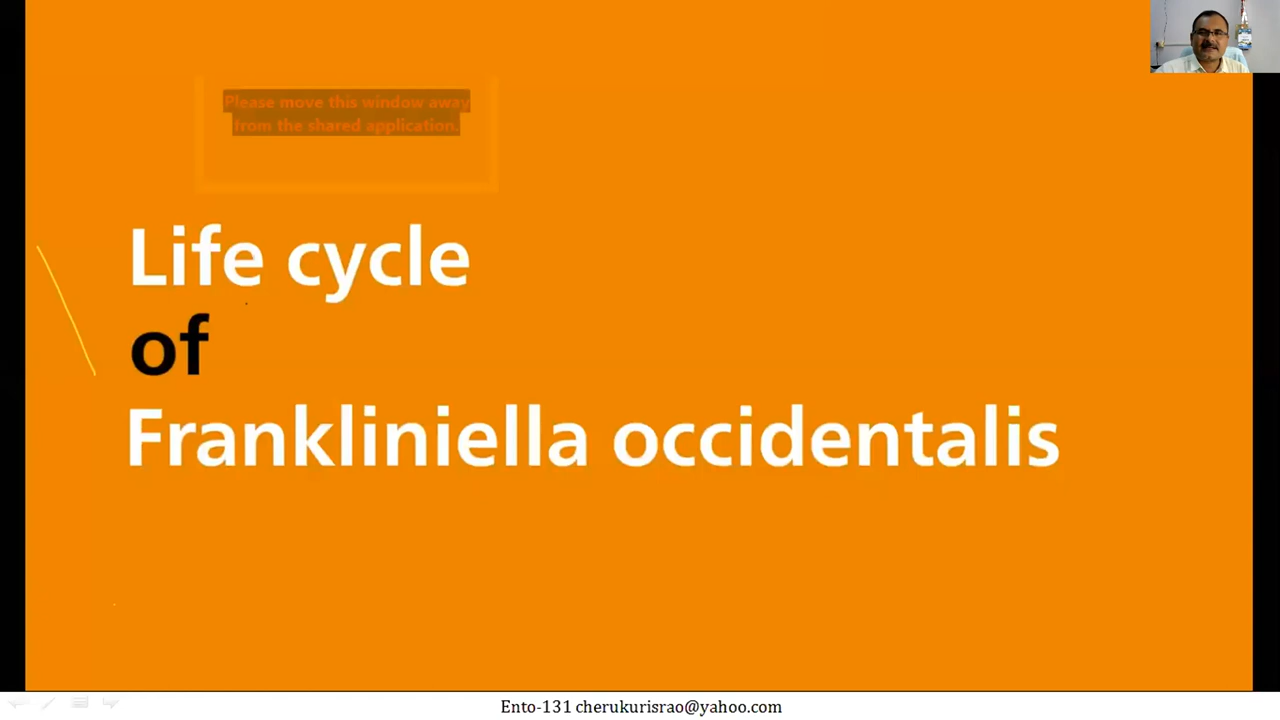 Please move this window away
from the shared application.
Life cycle
of
Frankliniella occidentalis
Ento-131 cherukurisrao@yahoo.com